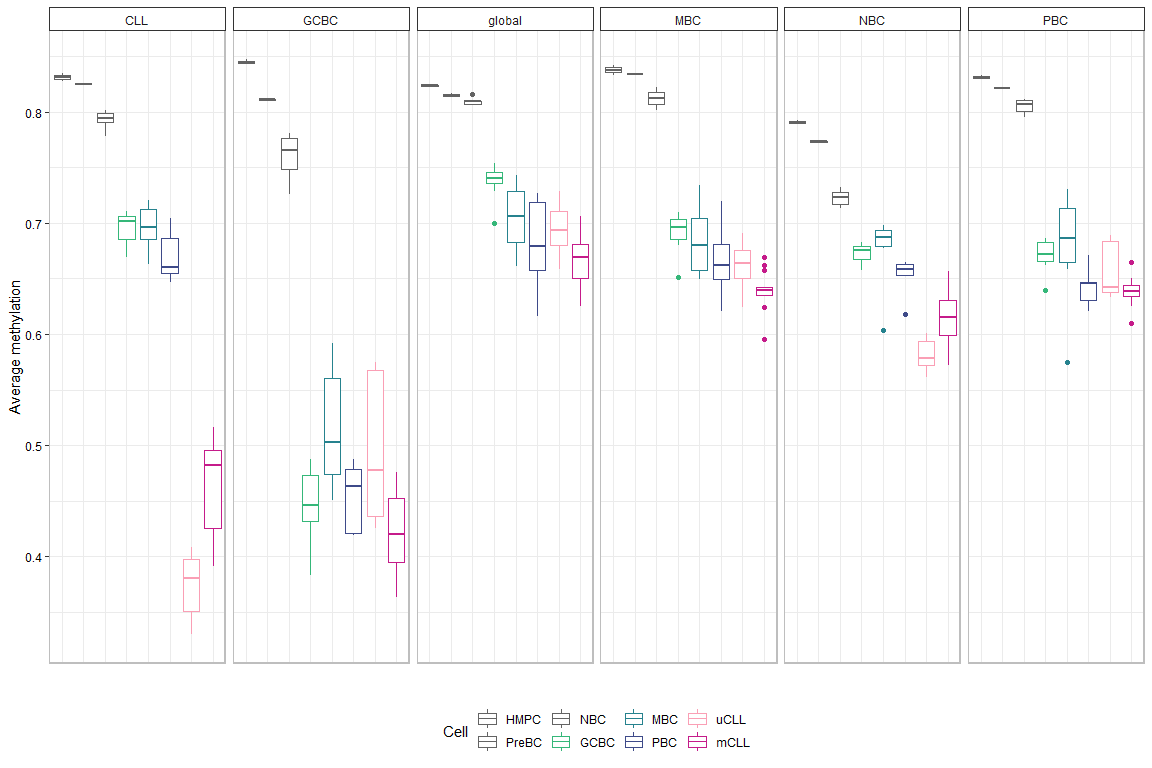 CLL GCBC global MBC NBC PBC
Average methylation
0.8
0.7
0.6
0.5
0.4
Cell
HMPC NBC MBC uCLL
PreBC GCBC PBC mCLL